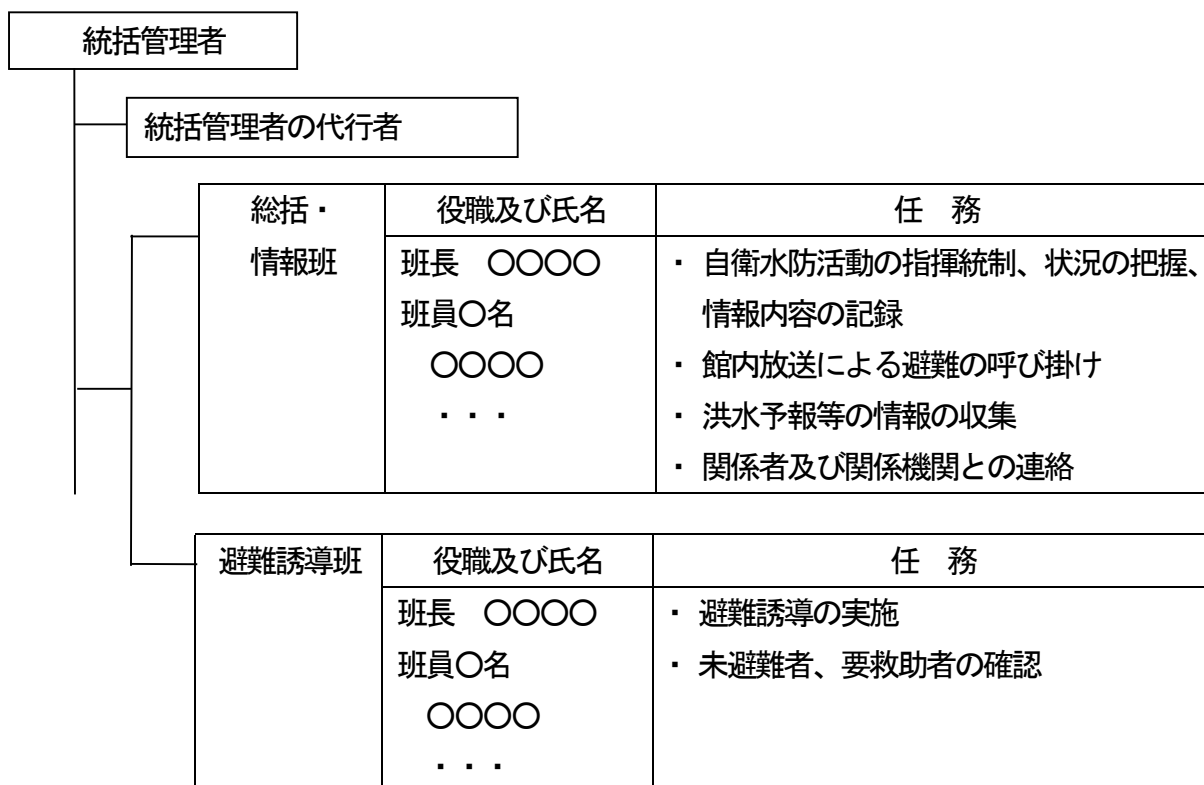 統括管理者
統括管理者の代行者
総括・
情報班
役職及び氏名
任　務
班長　〇〇〇〇
班員〇名
〇〇〇〇
・・・
・ 自衛水防活動の指揮統制、状況の把握、
情報内容の記録
・ 館内放送による避難の呼び掛け
・ 洪水予報等の情報の収集
・ 関係者及び関係機関との連絡
避難誘導班
役職及び氏名
任　務
班長　〇〇〇〇
班員〇名
〇〇〇〇
・・・
・ 避難誘導の実施
・ 未避難者、要救助者の確認